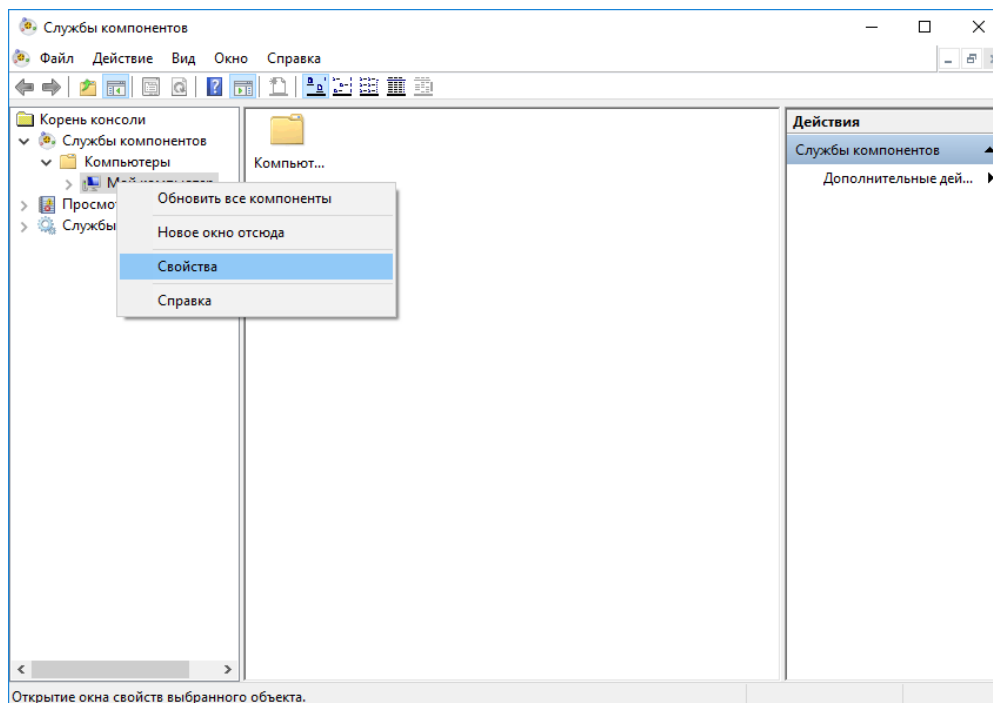 Службы компонентов
Файл Действие Вид Окно Справка
Корень консоли
Службы компонентов
Компьютеры
Просмо
Службы
Обновить все компоненты
Новое окно отсюда
Свойства
Справка
Компьют...
Действия
Службы компонентов
Дополнительные дей...
Открытие окна свойств выбранного объекта.